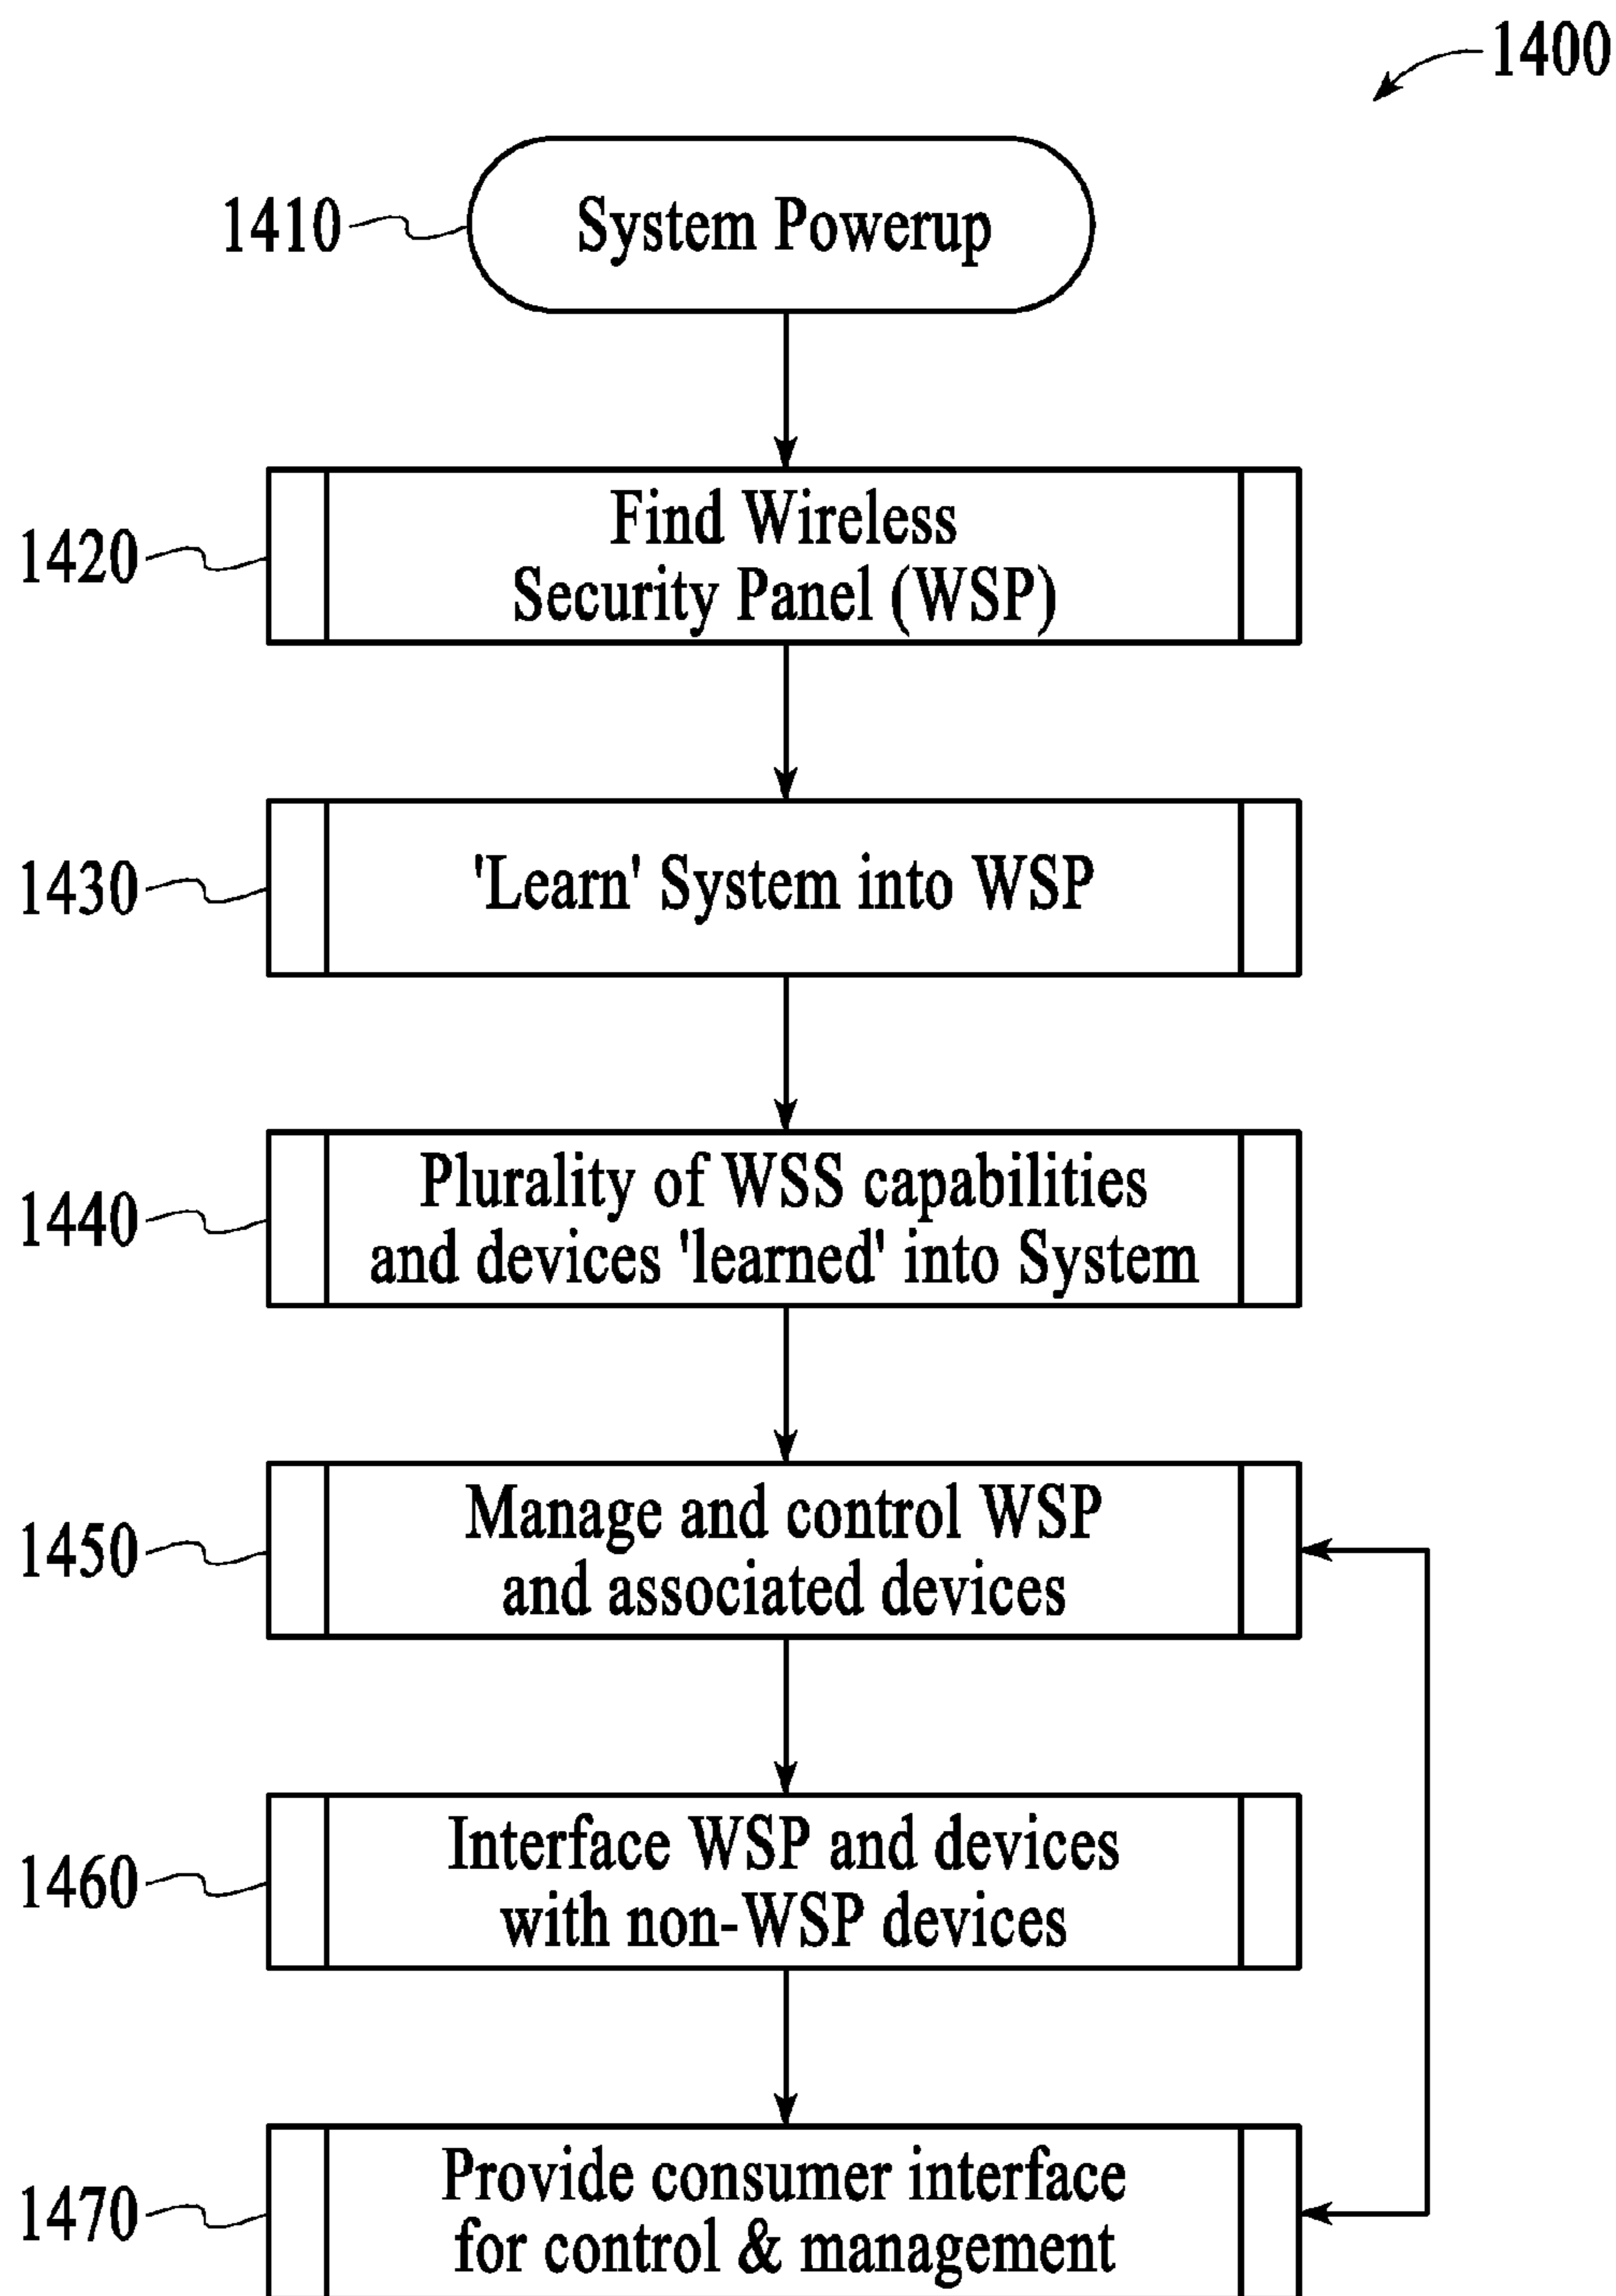 1400
1410
System Powerup
1420
Find Wireless
Security Panel (WSP)
1430
'Learn' System into WSP
1440
Plurality of WSS capabilities
and devices 'learned' into System
1450
Manage and control WSP
and associated devices
1460
Interface WSP and devices
with non-WSP devices
1470
Provide consumer interface
for control & management